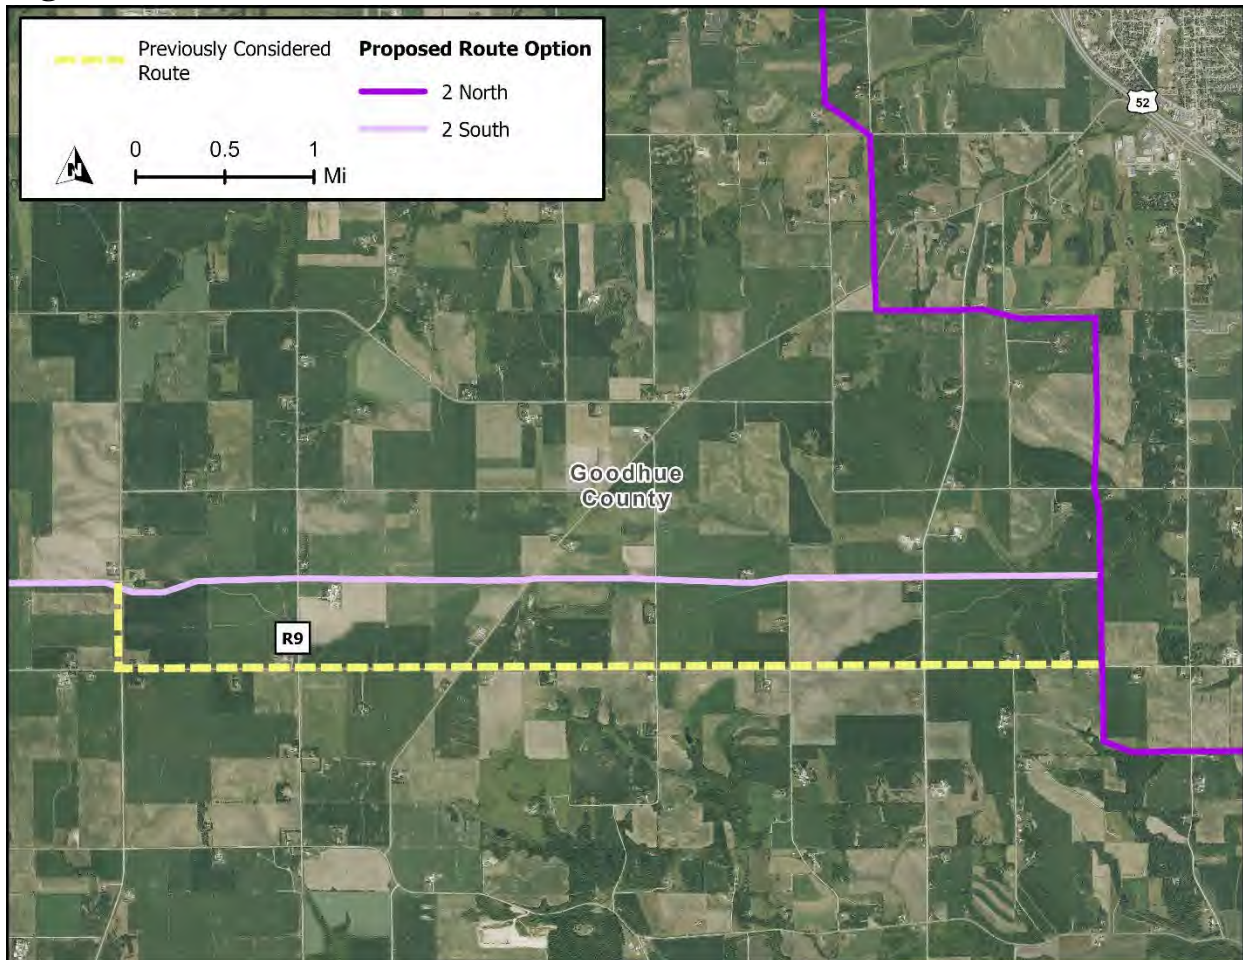 Previously Considered
Route
Proposed Route Option
2 North
2 South
0 0.5 1
Mi
N
52
Goodhue
County
R9